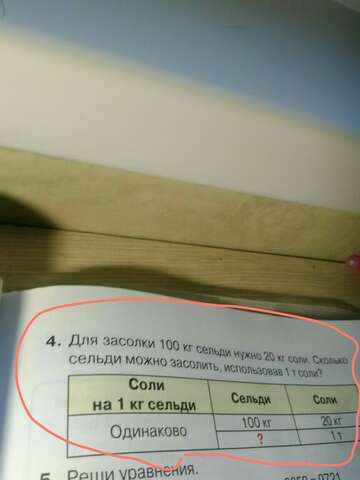 4. Для засолки 100 кг сельди нужно 20 кг соли. Сколько
сельди можно засолить, использовав 1 т соли?
Соли
на 1 кг сельди
Сельди
Соли
Одинаково
100 кг
20 кг
?
1 т
5. Реши уравнения.